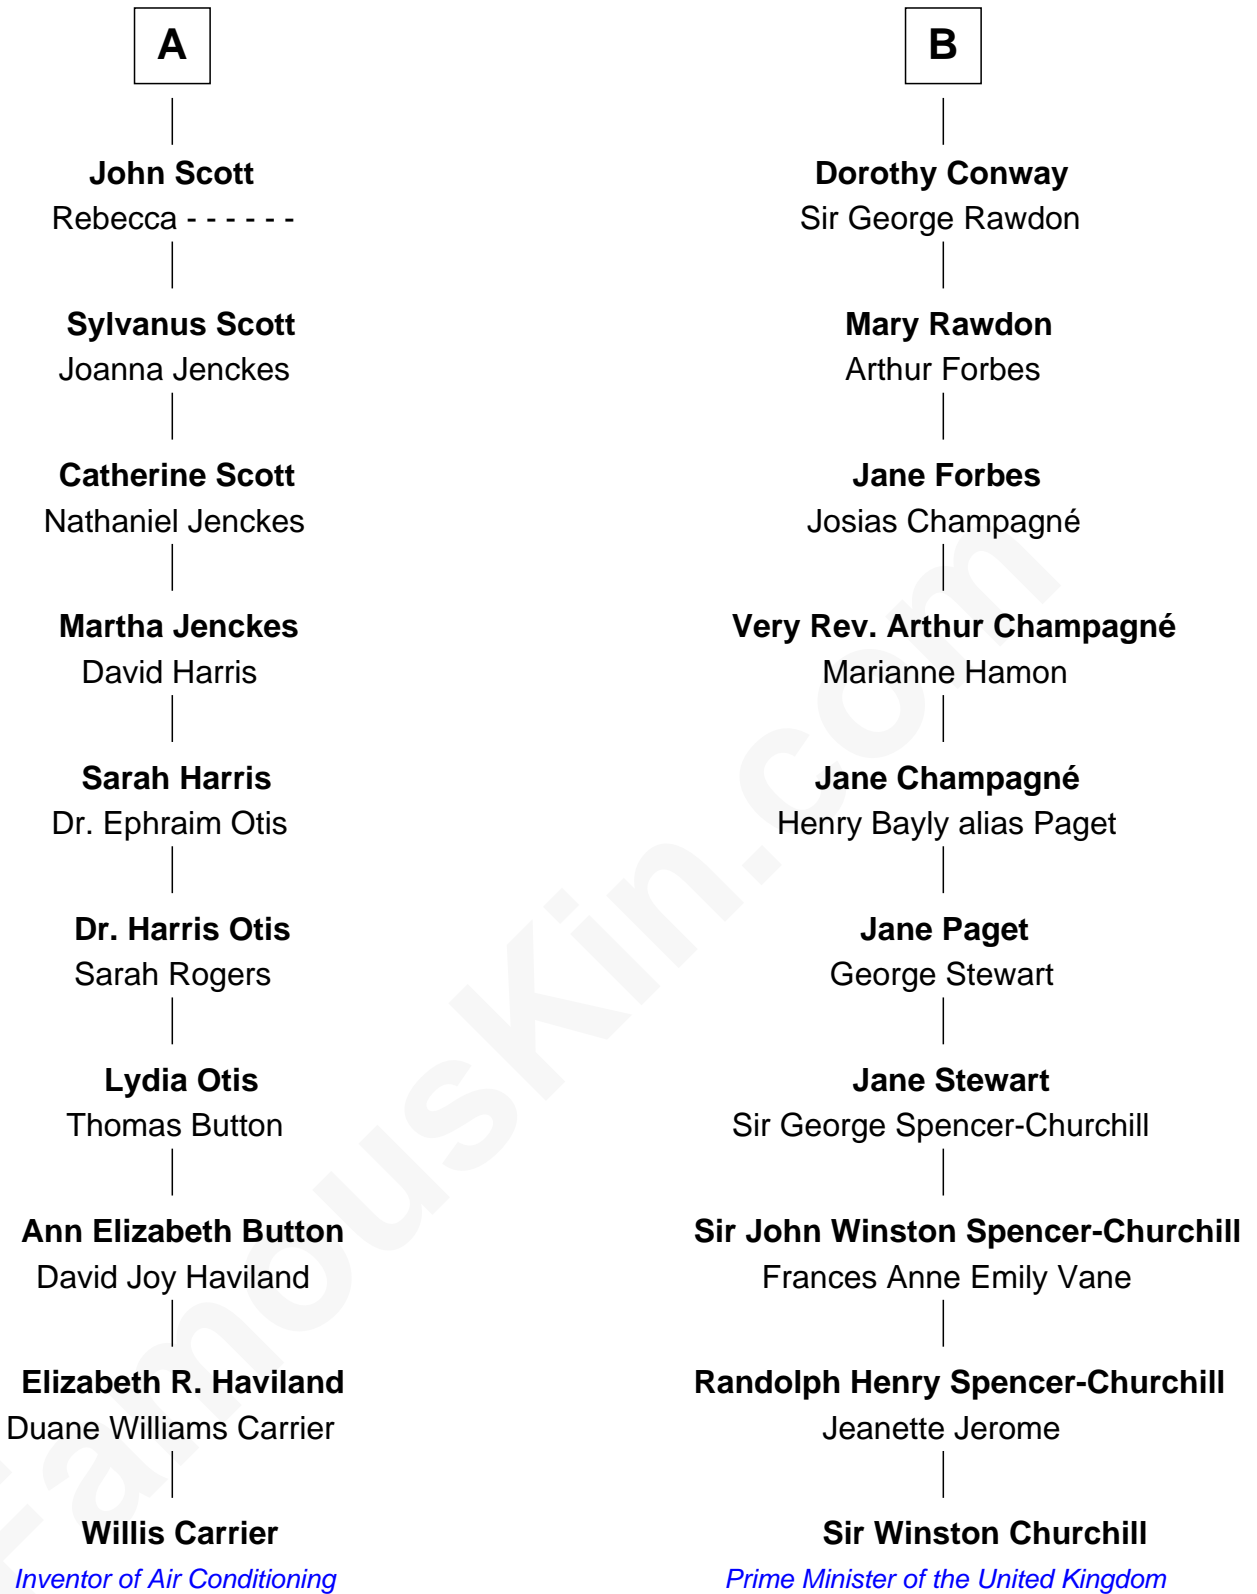 A
John Scott
Rebecca - - - - - -
Sylvanus Scott
Joanna Jenckes
Catherine Scott
Nathaniel Jenckes
Martha Jenckes
David Harris
Sarah Harris
Dr. Ephraim Otis
Dr. Harris Otis
Sarah Rogers
Lydia Otis
Thomas Button
Ann Elizabeth Button
David Joy Haviland
Elizabeth R. Haviland
Duane Williams Carrier
Willis Carrier
Inventor of Air Conditioning
B
Dorothy Conway
Sir George Rawdon
Mary Rawdon
Arthur Forbes
Jane Forbes
Josias Champagné
Very Rev. Arthur Champagné
Marianne Hamon
Jane Champagné
Henry Bayly alias Paget
Jane Paget
George Stewart
Jane Stewart
Sir George Spencer-Churchill
Sir John Winston Spencer-Churchill
Frances Anne Emily Vane
Randolph Henry Spencer-Churchill
Jeanette Jerome
Sir Winston Churchill
Prime Minister of the United Kingdom
FamousKin.com